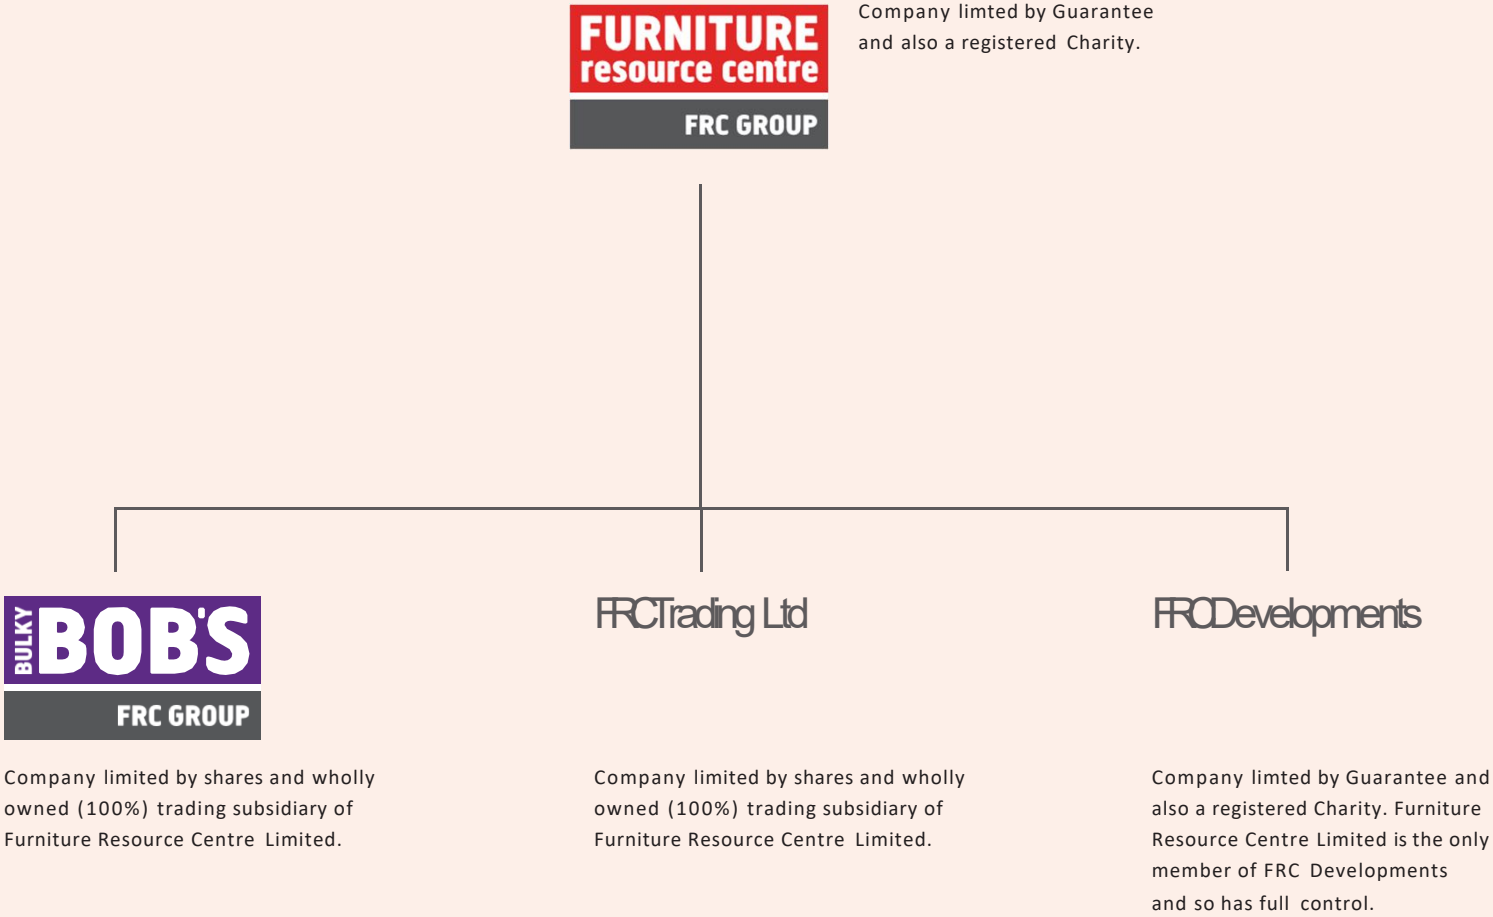 FURNITURE
resource centre
FRC GROUP
Company limted by Guarantee
and also a registered Charity.
BULKY
BOB'S
FRC GROUP
Company limited by shares and wholly
owned (100%) trading subsidiary of
Furniture Resource Centre Limited.
FRCTrading Ltd
Company limited by shares and wholly
owned (100%) trading subsidiary of
Furniture Resource Centre Limited.
FRCDevelopments
Company limted by Guarantee and
also a registered Charity. Furniture
Resource Centre Limited is the only
member of FRC Developments
and so has full control.